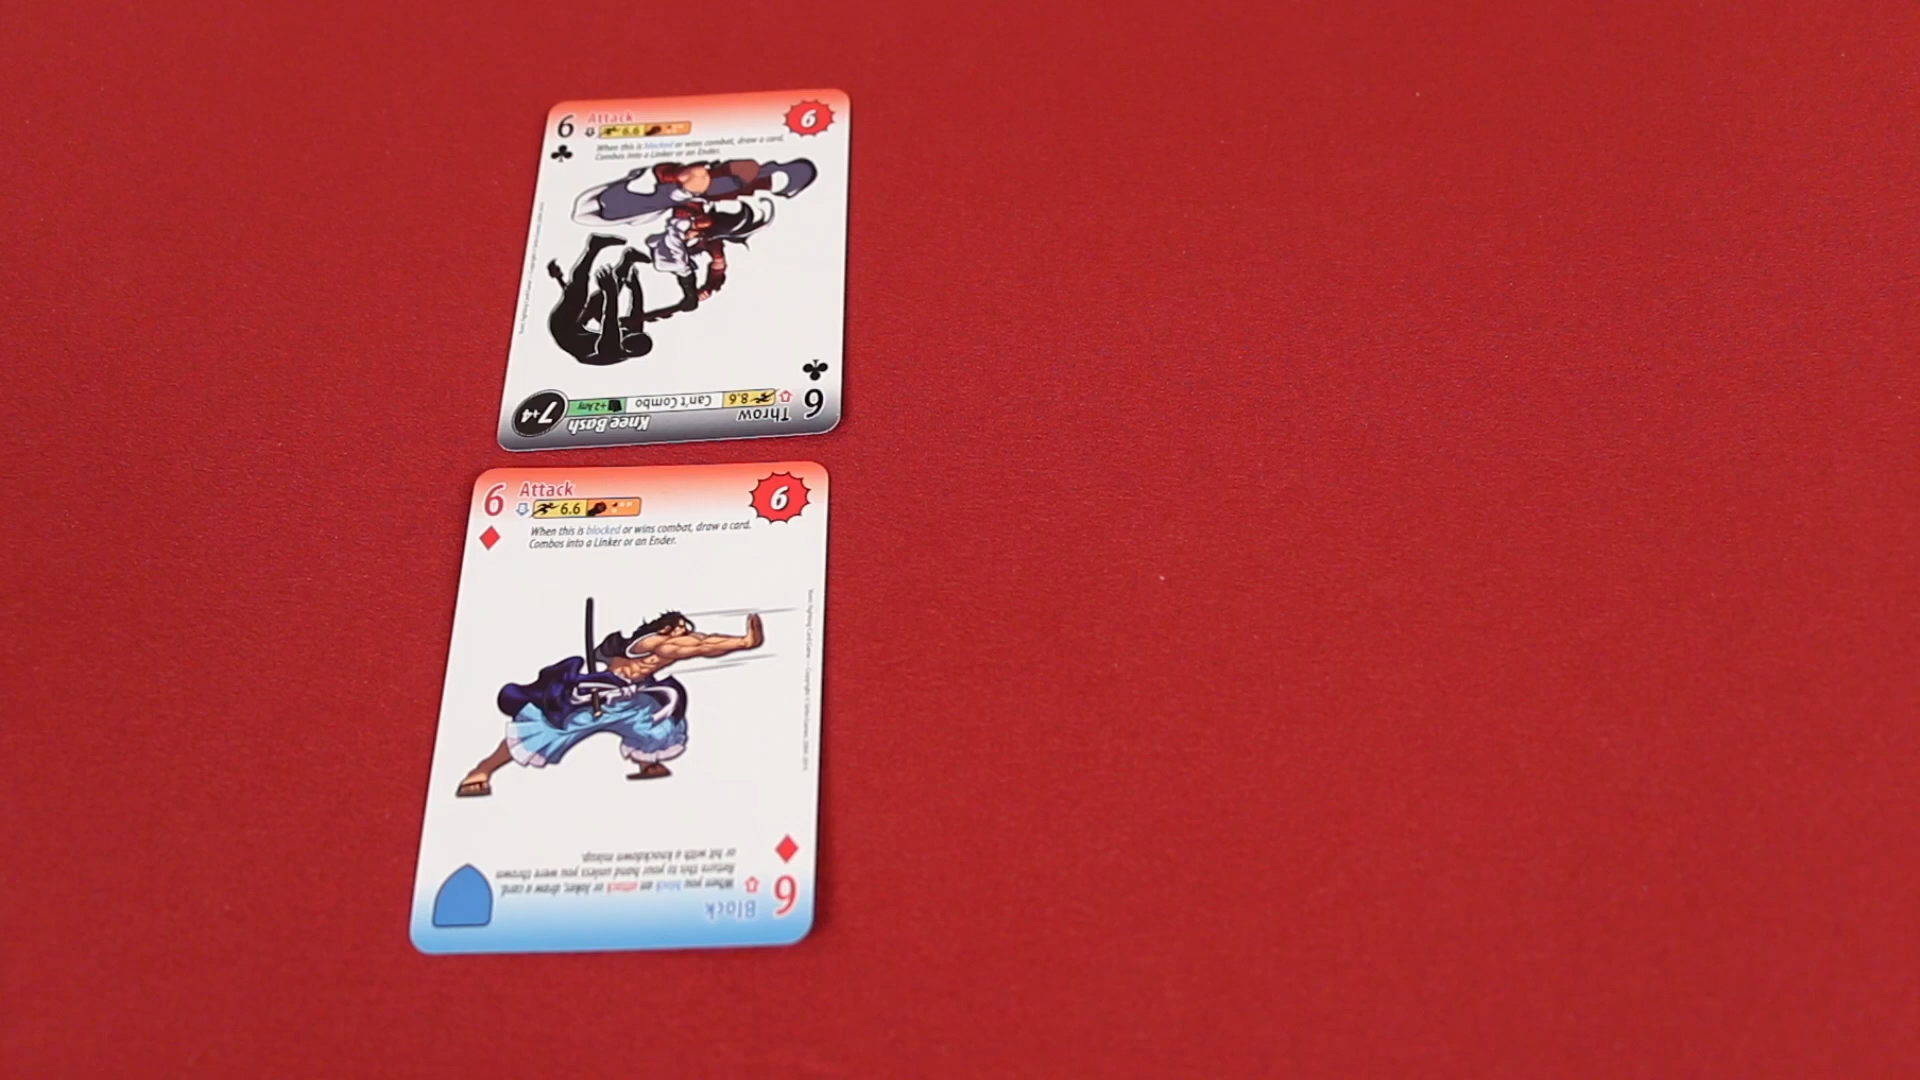 6 Attack 6
6.6
When this is blocked or wins combat, draw a card.
Combos into a Linker or an Ender.
6 Throw Knee Bash
8.6 Can't Combo +2 Any 7+4
6 Attack 6
6.6
When this is blocked or wins combat, draw a card.
Combos into a Linker or an Ender.
6 Block
When you block an attack or Joker, draw a card.
Return this to your hand unless you were thrown
or hit with a knockdown mixup.